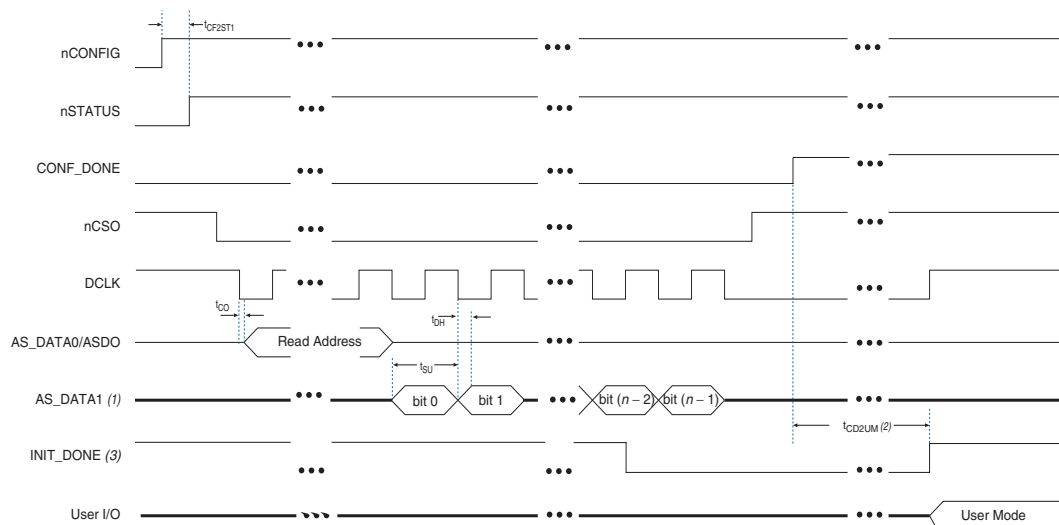 tCF2ST1
nCONFIG
nSTATUS
CONF_DONE
nCSO
DCLK
tCO
tDH
AS_DATA0/ASDO
Read Address
tSU
AS_DATA1 (1)
bit 0
bit 1
bit (n − 2)
bit (n − 1)
tCD2UM (2)
INIT_DONE (3)
User I/O
User Mode